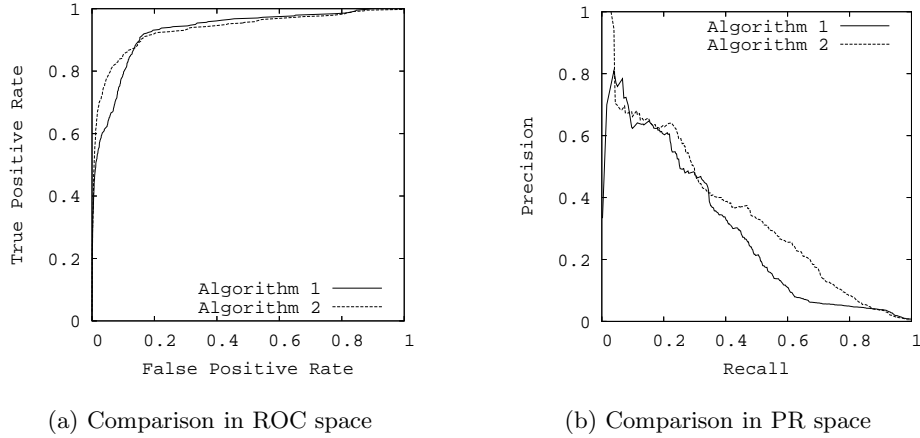 True Positive Rate
1
0.8
0.6
0.4
0.2
0
Algorithm 1
Algorithm 2
0 0.2 0.4 0.6 0.8 1
False Positive Rate
(a) Comparison in ROC space
Precision
1
0.8
0.6
0.4
0.2
0
Algorithm 1
Algorithm 2
0 0.2 0.4 0.6 0.8 1
Recall
(b) Comparison in PR space